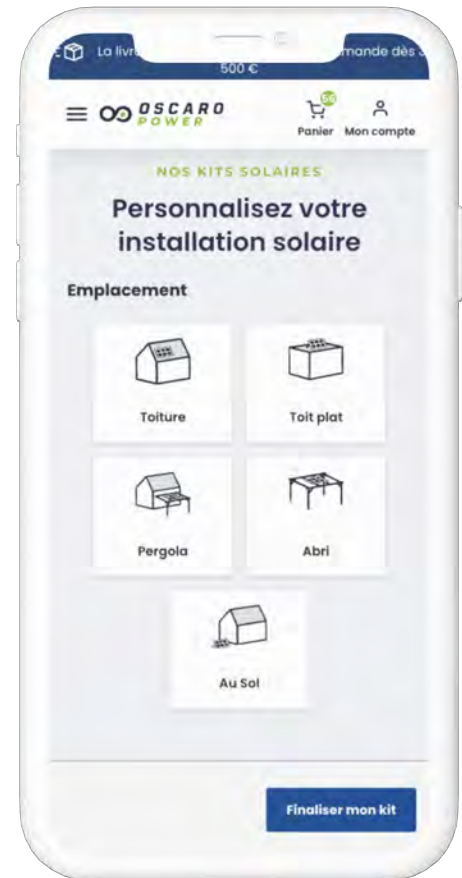 La livr
mande dès
500 €
OSCARO
POWER
56
Panier Mon compte
NOS KITS SOLAIRES
Personnalisez votre
installation solaire
Emplacement
Toiture Toit plat
Pergola Abri
Au Sol
Finaliser mon kit